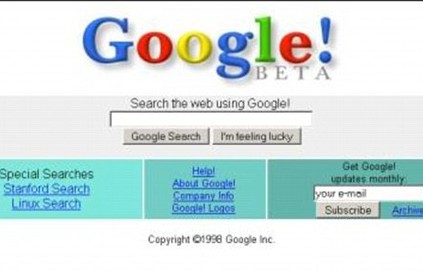 Google!
BETA
Search the web using Google!
Google Search
I'm feeling lucky
Special Searches
Stanford Search
Linux Search
Help!
About Google!
Company Info
Google! Logos
Get Google!
updates monthly:
your e-mail
Subscribe
Archive
Copyright ©1998 Google Inc.